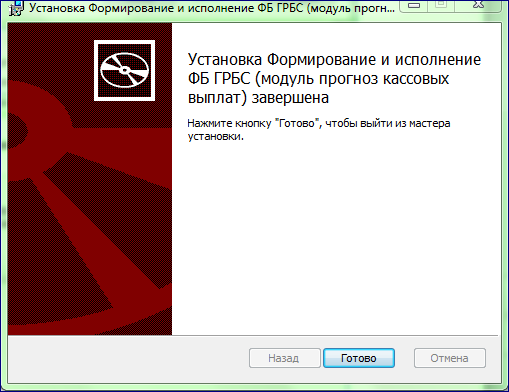 Установка Формирование и исполнение ФБ ГРБС (модуль прогн...
Установка Формирование и исполнение
ФБ ГРБС (модуль прогноз кассовых
выплат) завершена
Нажмите кнопку "Готово", чтобы выйти из мастера
установки.
Назад
Готово
Отмена